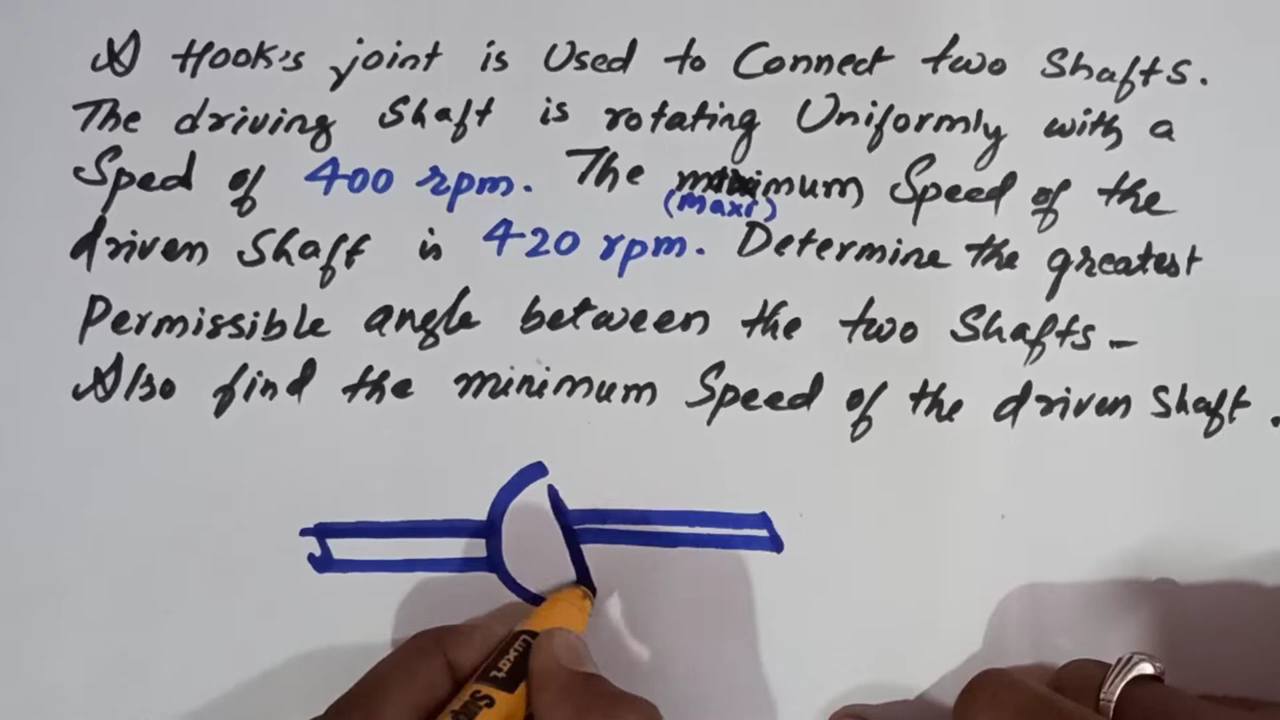 A Hook's joint is Used to Connect two Shafts.
The driving Shaft is rotating Uniformly with a
Sped of 400 rpm. The imum Speed of the
(Maxi)
driven Shaft is 420 rpm. Determine the greatest
Permissible angle between the two Shafts-
Also find the minimum Speed of the driven Shaft.
Luxor